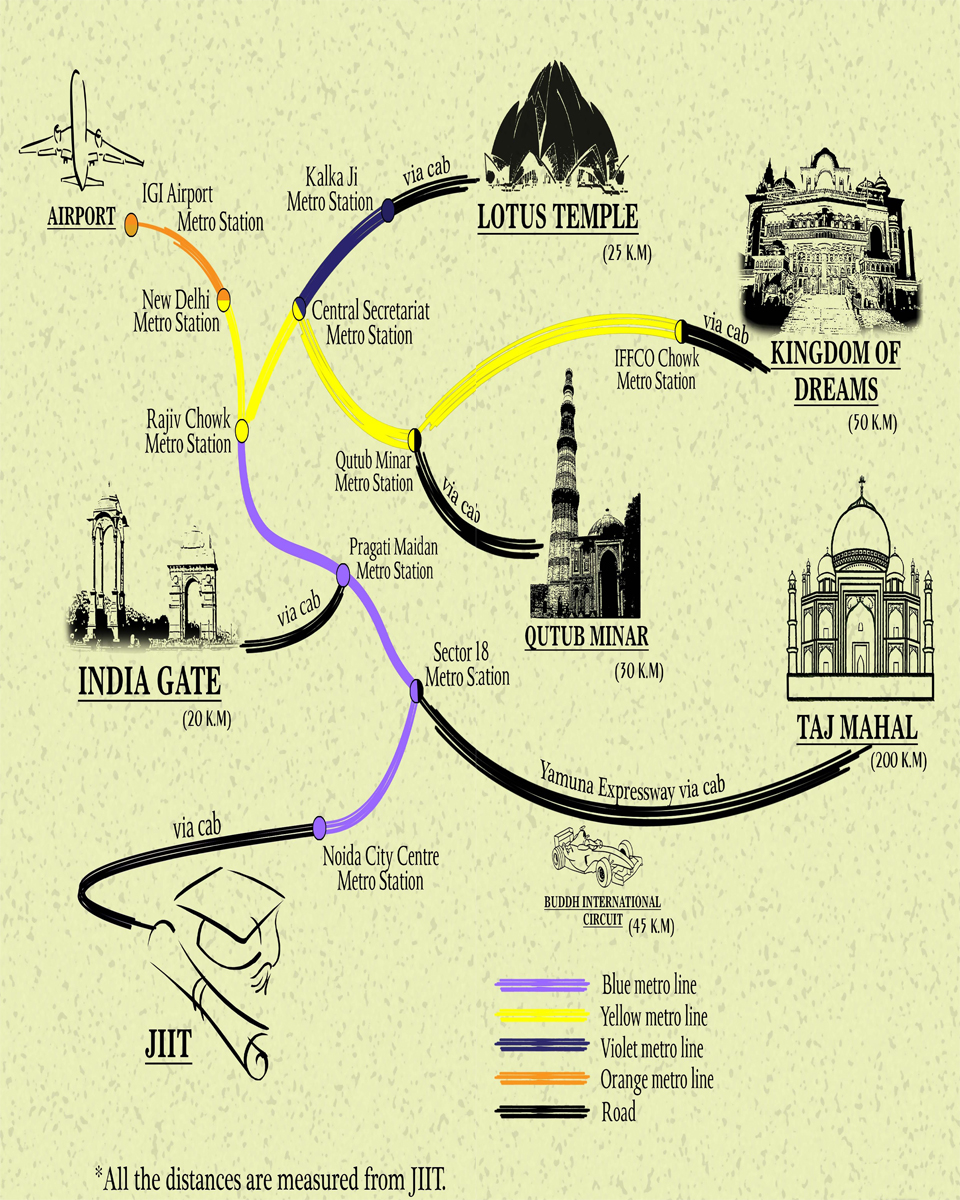 IGI Airport
Metro Station
AIRPORT
Kalka Ji
Metro Station
via cab
LOTUS TEMPLE
(25 K.M)
New Delhi
Metro Station
Central Secretariat
Metro Station
via cab
IFFCO Chowk
Metro Station
KINGDOM OF
DREAMS
(50 K.M)
Rajiv Chowk
Metro Station
Qutub Minar
Metro Station
via cab
Pragati Maidan
Metro Station
via cab
INDIA GATE
(20 K.M)
QUTUB MINAR
(30 K.M)
Sector 18
Metro Station
TAJ MAHAL
(200 K.M)
Yamuna Expressway via cab
via cab
Noida City Centre
Metro Station
BUDDH INTERNATIONAL
CIRCUIT (45 K.M)
JIIT
Blue metro line
Yellow metro line
Violet metro line
Orange metro line
Road
*All the distances are measured from JIIT.